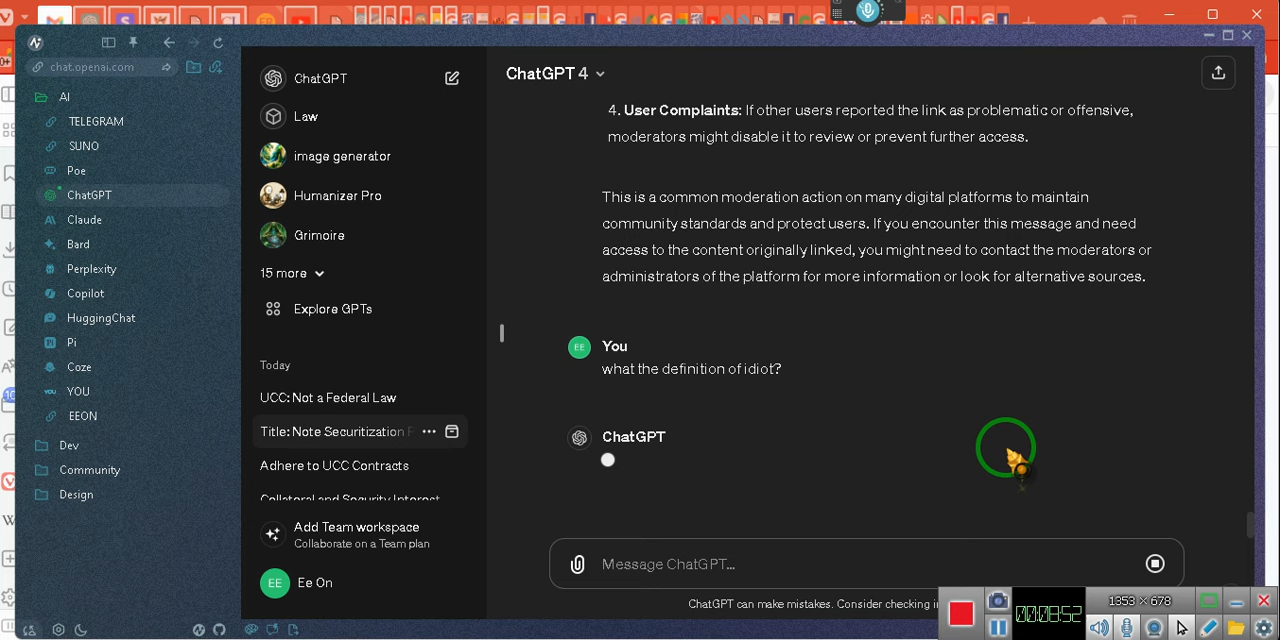 chat.openai.com
AI
TELEGRAM
SUNO
Poe
ChatGPT
Claude
Bard
Perplexity
Copilot
HuggingChat
Pi
Coze
YOU
EEON
Dev
Community
Design
ChatGPT
Law
image generator
Humanizer Pro
Grimoire
15 more
Explore GPTs
Today
UCC: Not a Federal Law
Title: Note Securitization
Adhere to UCC Contracts
Collateral and Security Interest
Add Team workspace
Collaborate on a Team plan
EE Ee On
ChatGPT 4
4. User Complaints: If other users reported the link as problematic or offensive,
moderators might disable it to review or prevent further access.
This is a common moderation action on many digital platforms to maintain
community standards and protect users. If you encounter this message and need
access to the content originally linked, you might need to contact the moderators or
administrators of the platform for more information or look for alternative sources.
EE You
what the definition of idiot?
ChatGPT
Message ChatGPT...
ChatGPT can make mistakes. Consider checking
00:08:52
1353 × 678